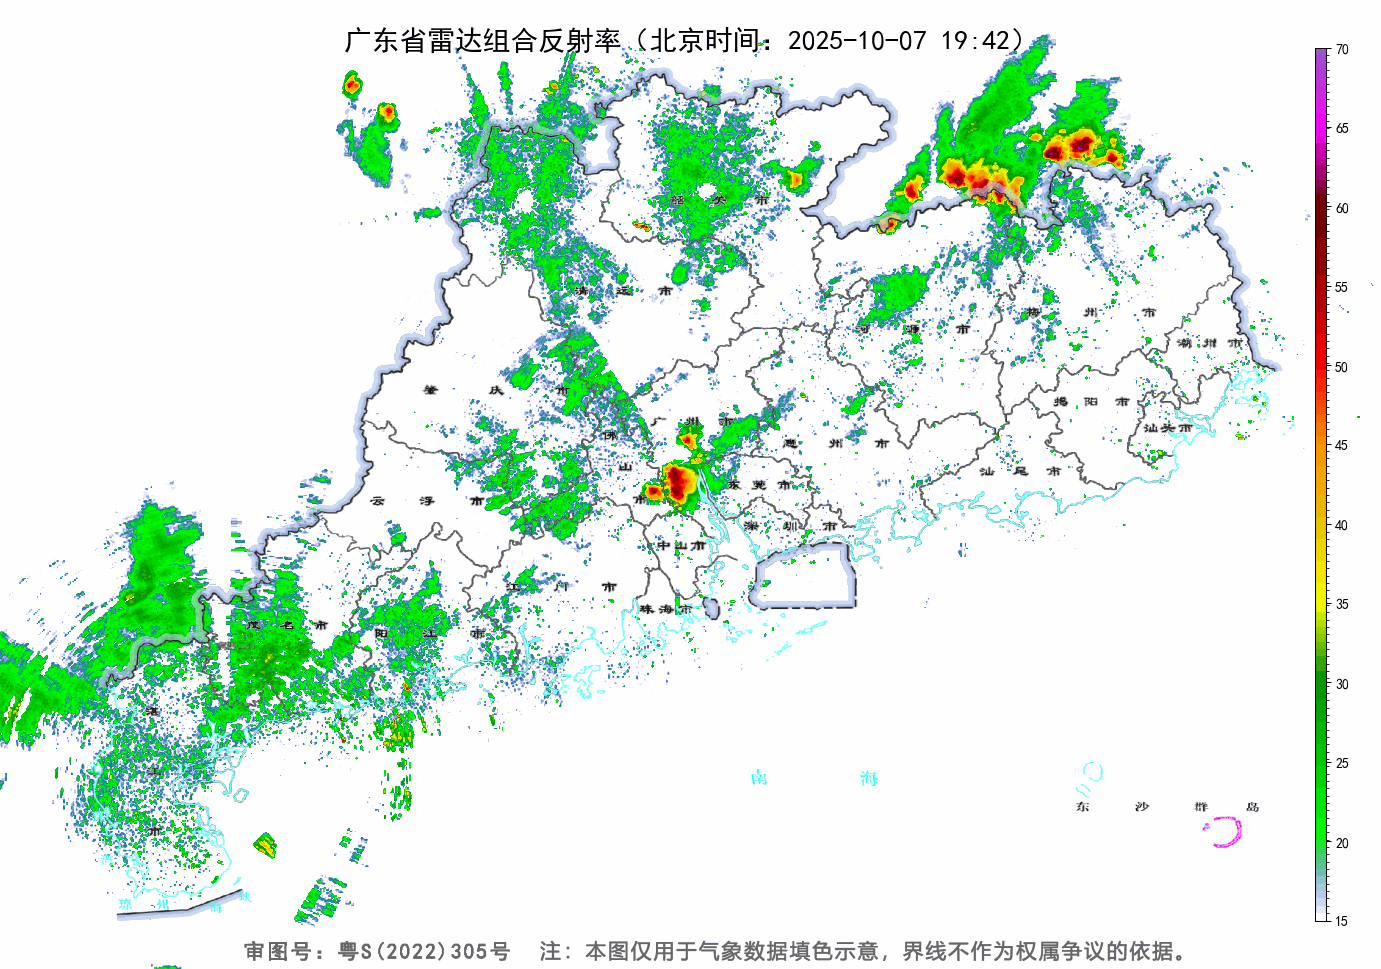 广东省雷达组合反射率（北京时间：2025-10-07 19:42）
70
65
60
55
50
45
40
35
30
25
20
15
韶关市
清远市
河源市
梅州市
潮州市
肇庆市
广州市
揭阳市
汕头市
佛山市
惠州市
云浮市
东莞市
汕尾市
深圳市
中山市
江门市
珠海市
茂名市
阳江市
湛江市
南海
东沙群岛
琼州海峡
审图号：粤S(2022)305号 注：本图仅用于气象数据填色示意，界线不作为权属争议的依据。